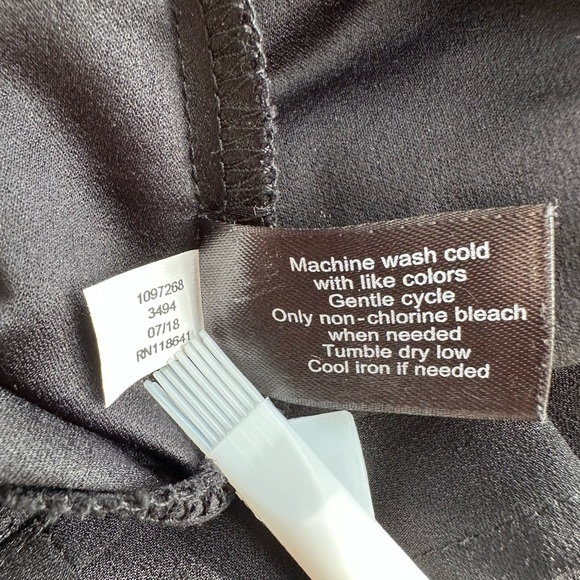 1097268
3494
07/18
RN118641
Machine wash cold
with like colors
Gentle cycle
Only non-chlorine bleach
when needed
Tumble dry low
Cool iron if needed